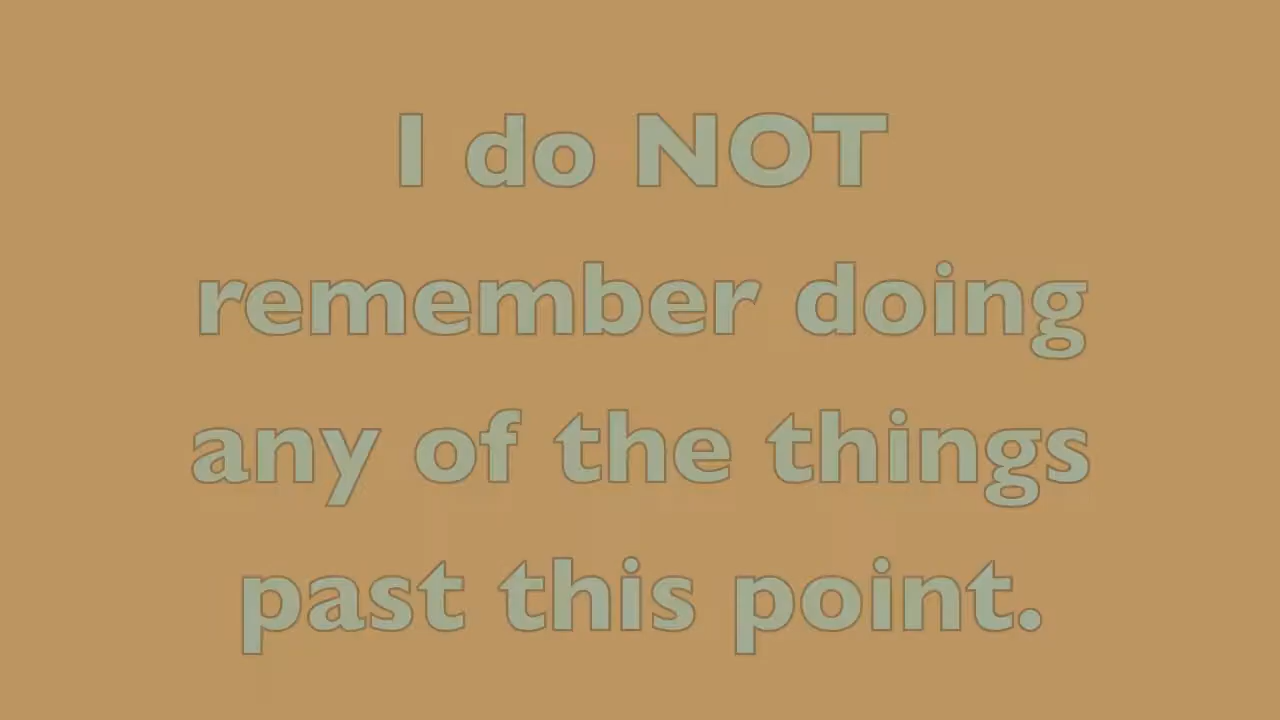 I do NOT
remember doing
any of the things
past this point.